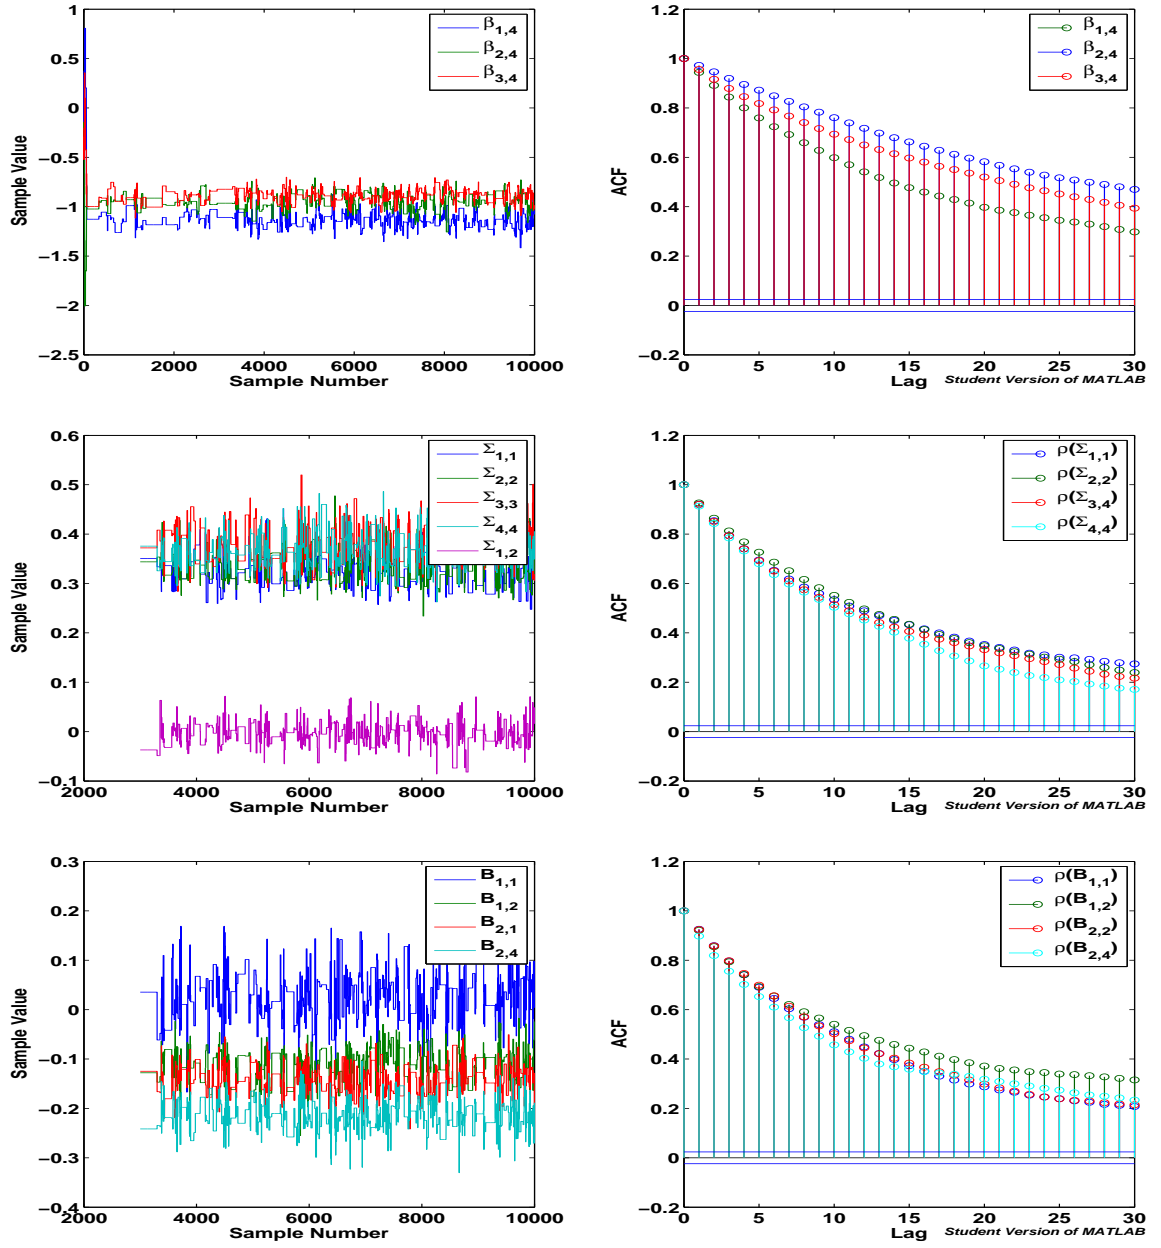 1
0.5
0
−0.5
−1
−1.5
−2
−2.5
Sample Value
0 2000 4000 6000 8000 10000
Sample Number
β1,4
β2,4
β3,4
1.2
1
0.8
0.6
0.4
0.2
0
−0.2
ACF
0 5 10 15 20 25 30
Lag
Student Version of MATLAB
β1,4
β2,4
β3,4
0.6
0.5
0.4
0.3
0.2
0.1
0
−0.1
Sample Value
2000 4000 6000 8000 10000
Sample Number
Σ1,1
Σ2,2
Σ3,3
Σ4,4
Σ1,2
1.2
1
0.8
0.6
0.4
0.2
0
−0.2
ACF
0 5 10 15 20 25 30
Lag
Student Version of MATLAB
ρ(Σ1,1)
ρ(Σ2,2)
ρ(Σ3,4)
ρ(Σ4,4)
0.3
0.2
0.1
0
−0.1
−0.2
−0.3
−0.4
Sample Value
2000 4000 6000 8000 10000
Sample Number
B1,1
B1,2
B2,1
B2,4
1.2
1
0.8
0.6
0.4
0.2
0
−0.2
ACF
0 5 10 15 20 25 30
Lag
Student Version of MATLAB
ρ(B1,1)
ρ(B1,2)
ρ(B2,2)
ρ(B2,4)